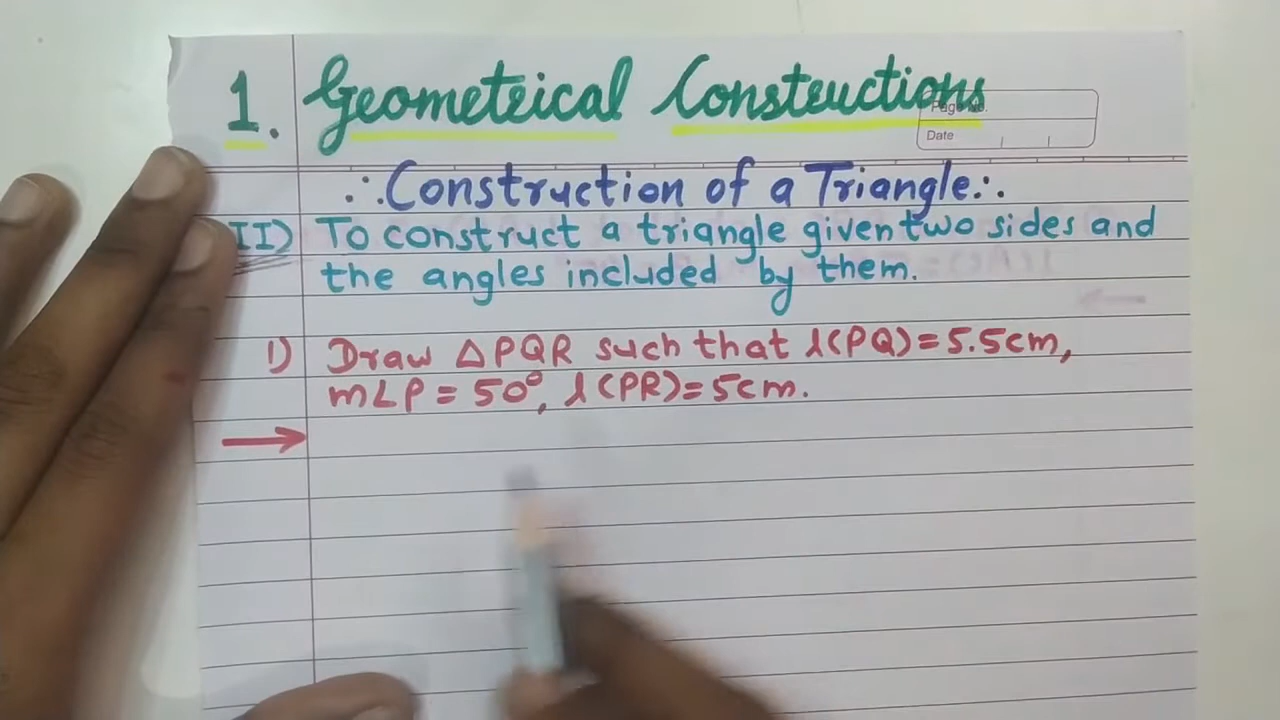 1. Geometrical Constructions
Page No.
Date
∴Construction of a Triangle∴
II) To construct a triangle given two sides and
the angles included by them.
1) Draw △PQR such that l(PQ)=5.5cm,
m∠P = 50°, l(PR)=5cm.